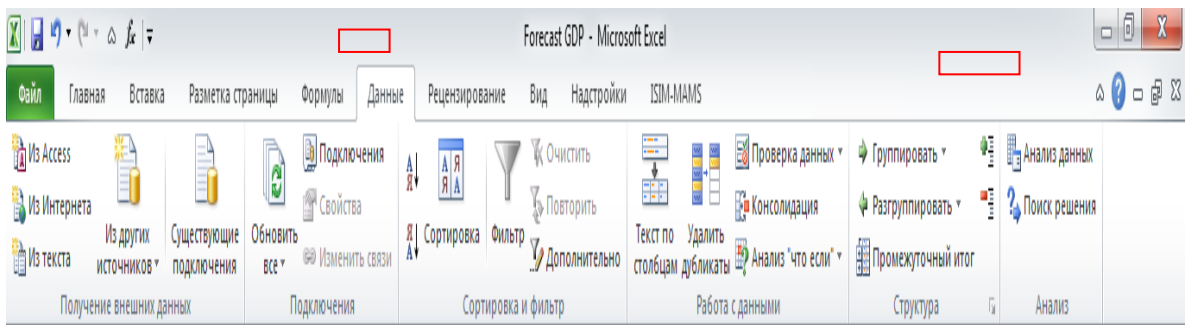 Forecast GDP - Microsoft Excel
Файл Главная Вставка Разметка страницы Формулы Данные Рецензирование Вид Надстройки ISIM-MAMS
Из Access
Из Интернета
Из текста
Из других
источников
Существующие
подключения
Получение внешних данных
Обновить
все
Подключения
Свойства
Изменить связи
Подключения
Сортировка
Фильтр
Очистить
Повторить
Дополнительно
Сортировка и фильтр
Текст по
столбцам
Удалить
дубликаты
Проверка данных
Консолидация
Анализ "что если"
Работа с данными
Группировать
Разгруппировать
Промежуточный итог
Структура
Анализ данных
Поиск решения
Анализ